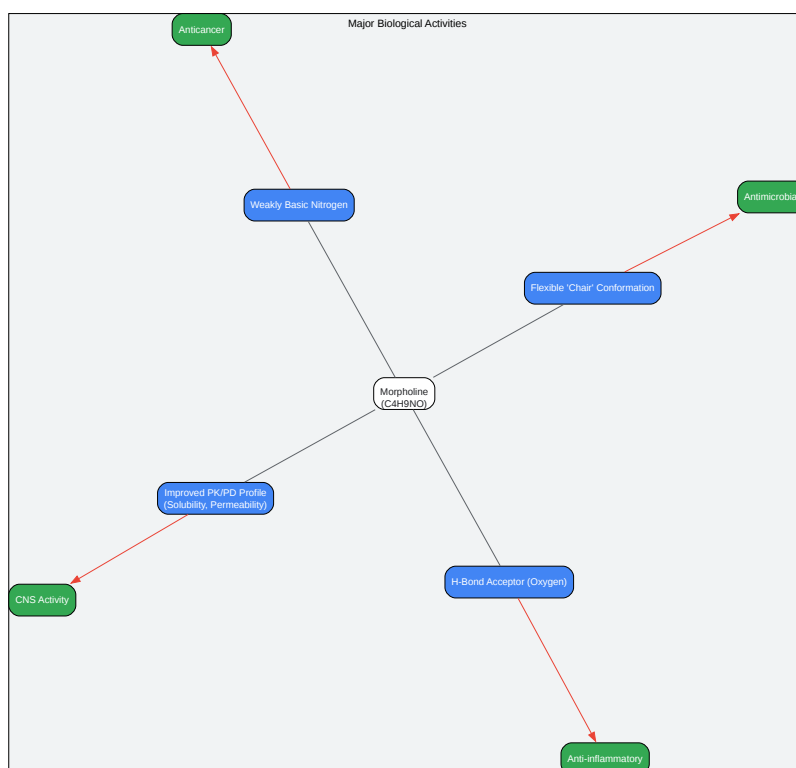 Major Biological Activities
Anticancer
Antimicrobial
Weakly Basic Nitrogen
Flexible 'Chair' Conformation
Morpholine
(C4H9NO)
Improved PK/PD Profile
(Solubility, Permeability)
H-Bond Acceptor (Oxygen)
CNS Activity
Anti-inflammatory